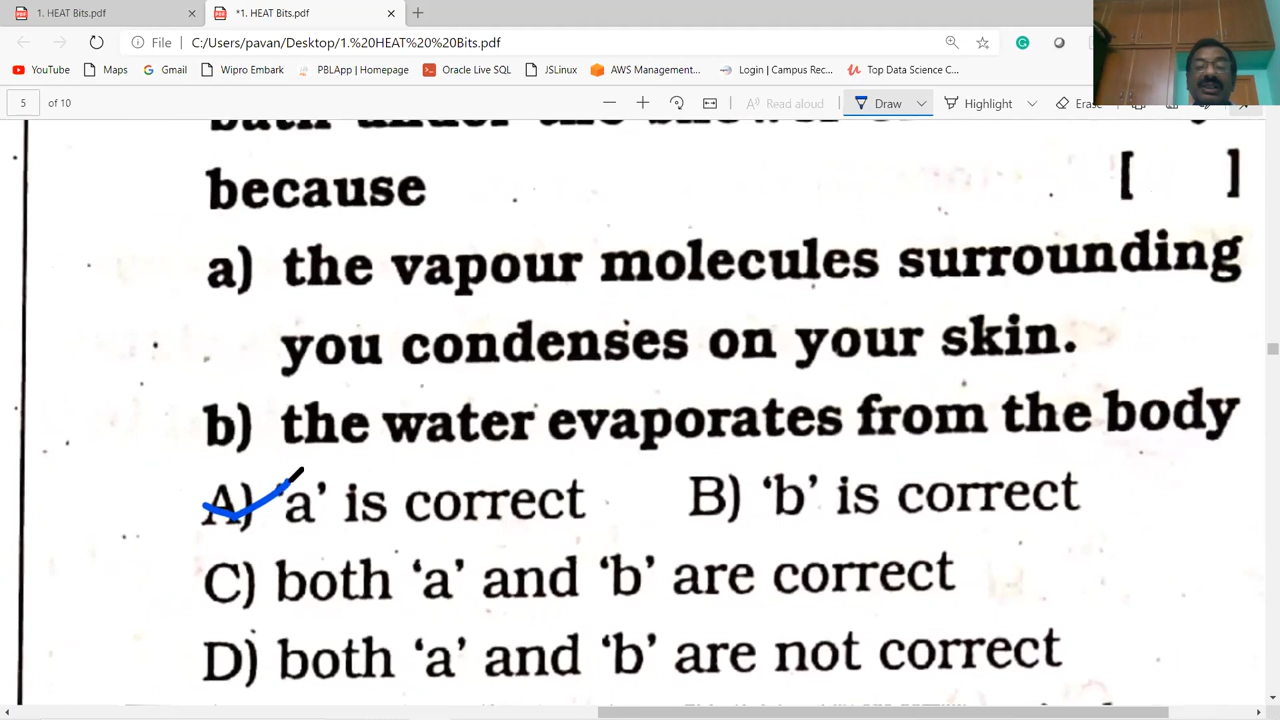 1. HEAT Bits.pdf
*1. HEAT Bits.pdf
File C:/Users/pavan/Desktop/1.%20HEAT%20%20Bits.pdf
YouTube Maps Gmail Wipro Embark PBLApp | Homepage Oracle Live SQL JSLinux AWS Management... Login | Campus Rec... Top Data Science C...
5 of 10 Read aloud Draw Highlight
because [ ]
a) the vapour molecules surrounding
you condenses on your skin.
b) the water evaporates from the body
A) 'a' is correct B) 'b' is correct
C) both 'a' and 'b' are correct
D) both 'a' and 'b' are not correct